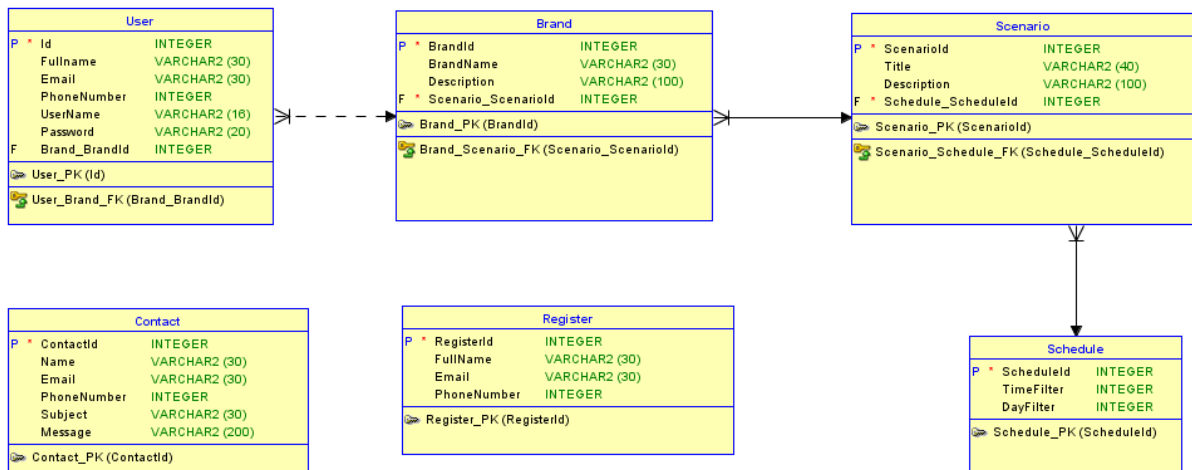 User
P * Id INTEGER
Fullname VARCHAR2 (30)
Email VARCHAR2 (30)
PhoneNumber INTEGER
UserName VARCHAR2 (16)
Password VARCHAR2 (20)
F Brand_BrandId INTEGER
User_PK (Id)
User_Brand_FK (Brand_BrandId)
Brand
P * BrandId INTEGER
BrandName VARCHAR2 (30)
Description VARCHAR2 (100)
F * Scenario_ScenarioId INTEGER
Brand_PK (BrandId)
Brand_Scenario_FK (Scenario_ScenarioId)
Scenario
P * ScenarioId INTEGER
Title VARCHAR2 (40)
Description VARCHAR2 (100)
F * Schedule_ScheduleId INTEGER
Scenario_PK (ScenarioId)
Scenario_Schedule_FK (Schedule_ScheduleId)
Contact
P * ContactId INTEGER
Name VARCHAR2 (30)
Email VARCHAR2 (30)
PhoneNumber INTEGER
Subject VARCHAR2 (30)
Message VARCHAR2 (200)
Contact_PK (ContactId)
Register
P * RegisterId INTEGER
FullName VARCHAR2 (30)
Email VARCHAR2 (30)
PhoneNumber INTEGER
Register_PK (RegisterId)
Schedule
P * ScheduleId INTEGER
TimeFilter INTEGER
DayFilter INTEGER
Schedule_PK (ScheduleId)